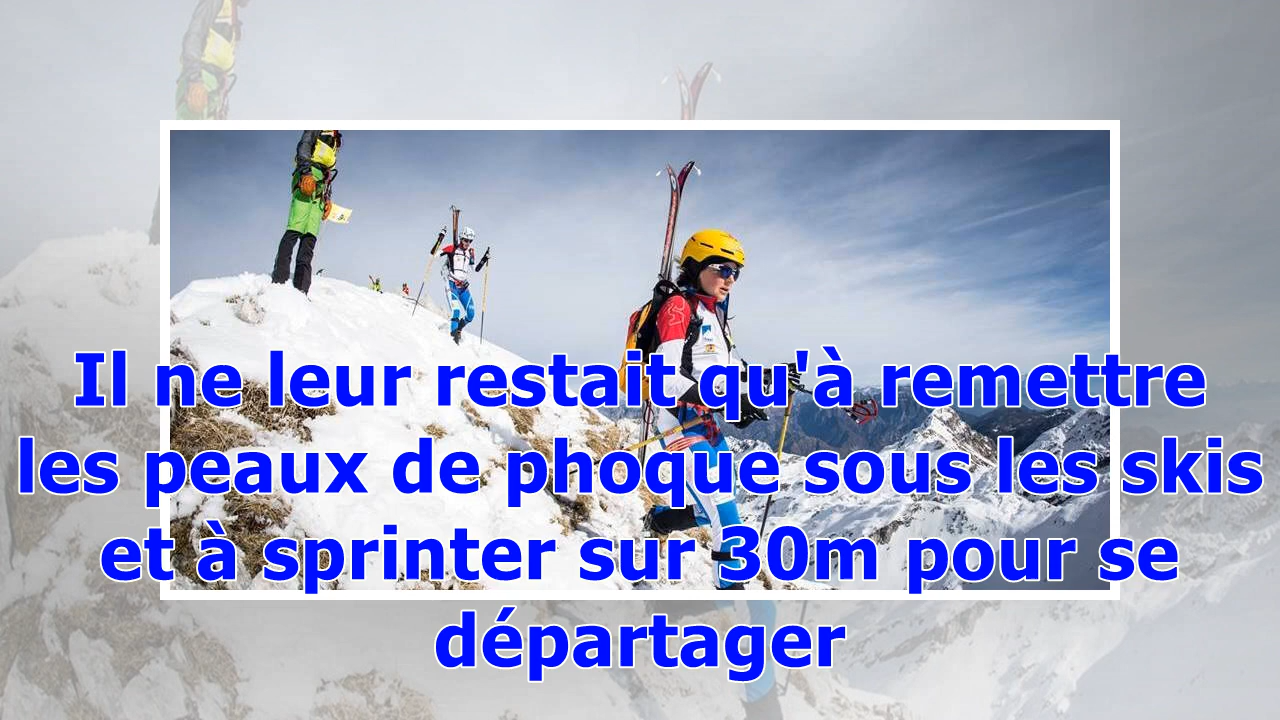 Il ne leur restait qu'à remettre
les peaux de phoque sous les skis
et à sprinter sur 30m pour se
départager